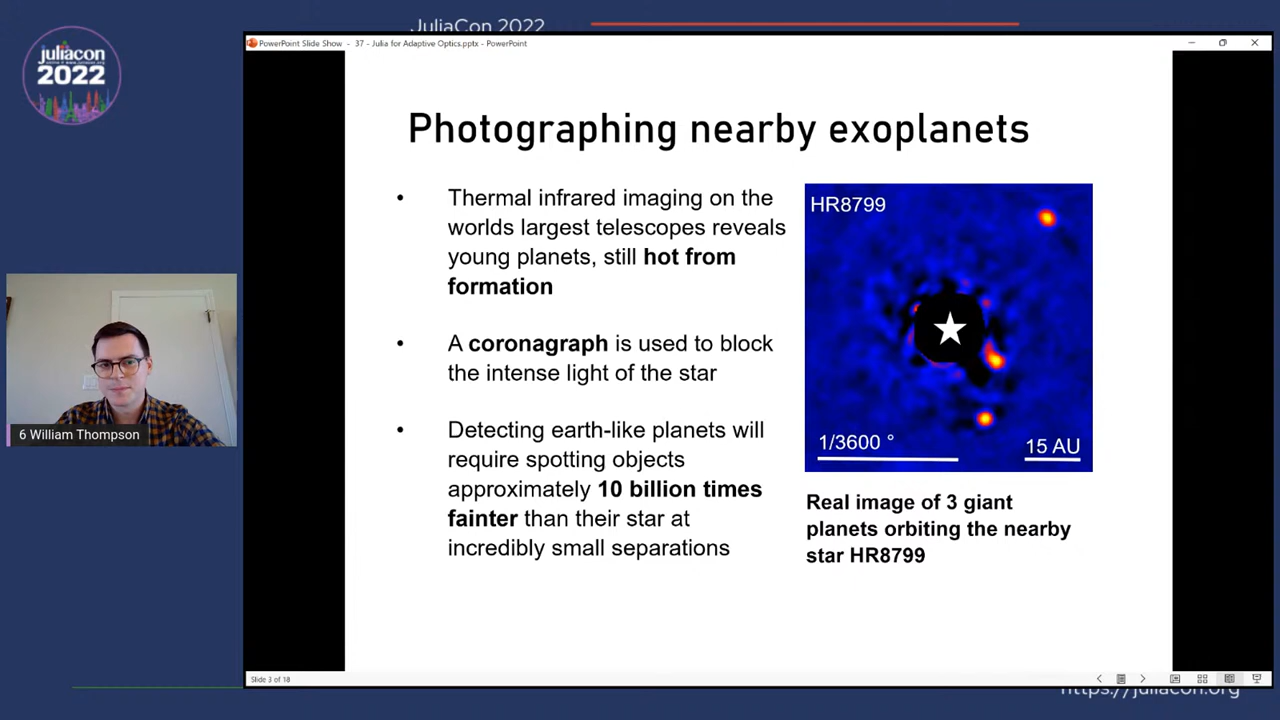 JuliaCon 2022
juliacon
2022
PowerPoint Slide Show - 37 - Julia for Adaptive Optics.pptx - PowerPoint
Photographing nearby exoplanets
• Thermal infrared imaging on the
worlds largest telescopes reveals
young planets, still hot from
formation
• A coronagraph is used to block
the intense light of the star
• Detecting earth-like planets will
require spotting objects
approximately 10 billion times
fainter than their star at
incredibly small separations
HR8799
1/3600 °
15 AU
Real image of 3 giant
planets orbiting the nearby
star HR8799
6 William Thompson
Slide 3 of 18
https://juliacon.org